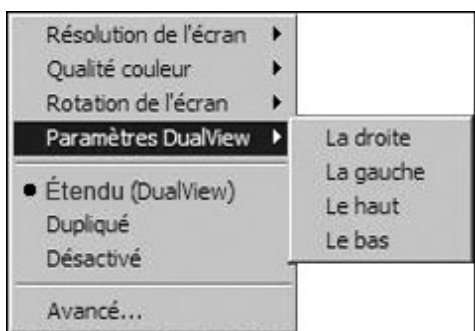 Résolution de l'écran
Qualité couleur
Rotation de l'écran
Paramètres DualView
La droite
La gauche
Le haut
Le bas
Étendu (DualView)
Dupliqué
Désactivé
Avancé...